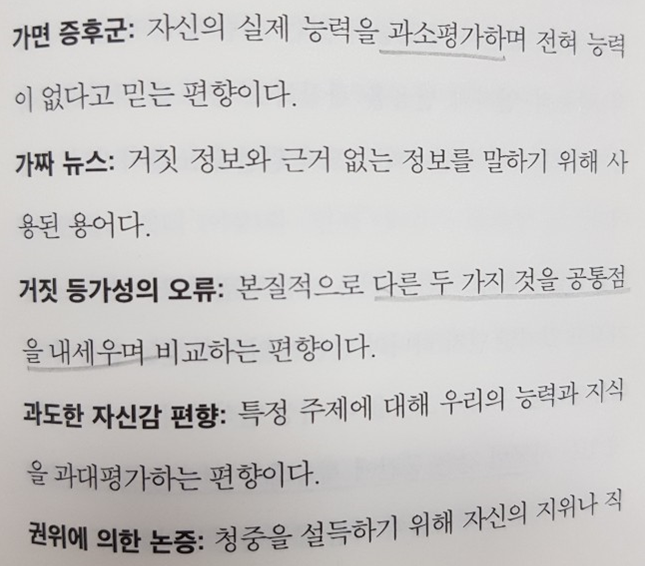 가면 증후군: 자신의 실제 능력을 과소평가하며 전혀 능력
이 없다고 믿는 편향이다.
가짜 뉴스: 거짓 정보와 근거 없는 정보를 말하기 위해 사
용된 용어다.
거짓 등가성의 오류: 본질적으로 다른 두 가지 것을 공통점
을 내세우며 비교하는 편향이다.
과도한 자신감 편향: 특정 주제에 대해 우리의 능력과 지식
을 과대평가하는 편향이다.
권위에 의한 논증: 청중을 설득하기 위해 자신의 지위나 직